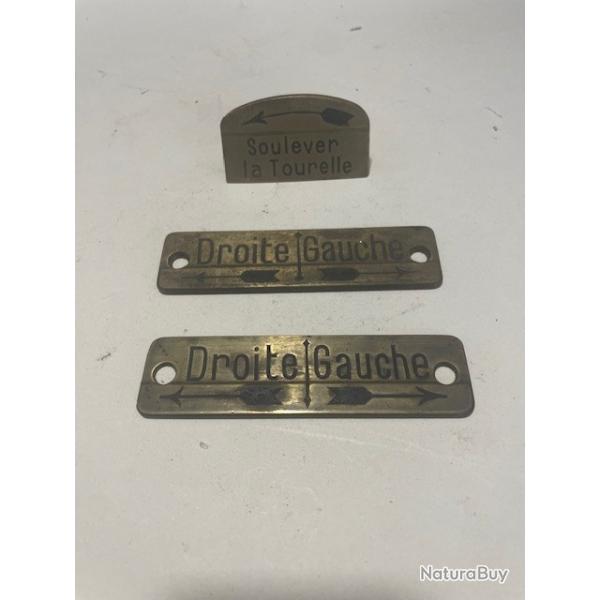 Soulever
la Tourelle
Droite Gauche
Droite Gauche
NaturaBuy